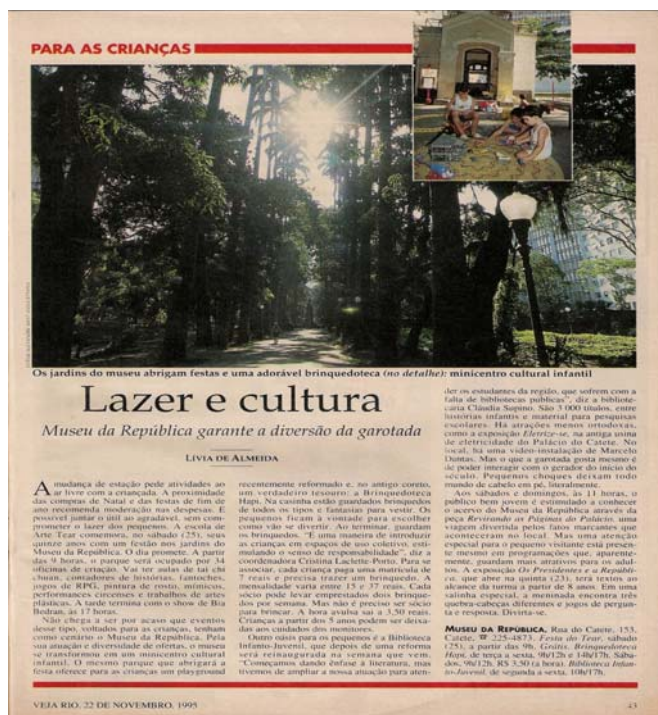 PARA AS CRIANÇAS
Os jardins do museu abrigam festas e uma adorável brinquedoteca (no detalhe): minicentro cultural infantil
Lazer e cultura
Museu da República garante a diversão da garotada
LÍVIA DE ALMEIDA
A mudança de estação pede atividades ao
ar livre com a criançada. A proximidade
das compras de Natal e das festas de fim de
ano recomenda moderação nas despesas. É
possível juntar o útil ao agradável, sem com-
prometer o lazer dos pequenos. A escola de
Arte Tear comemora, no sábado (25), seus
quinze anos com um festão nos jardins do
Museu da República. O dia promete. A partir
das 9 horas, o parque será ocupado por 34
oficinas de criação. Vai ter aulas de tai chi
chuan, contadores de histórias, fantoches,
jogos de RPG, pintura de rosto, mímicos,
performances circenses e trabalhos de artes
plásticas. A tarde termina com o show de Bia
Bedran, às 17 horas.
Não chega a ser por acaso que eventos
desse tipo, voltados para as crianças, tenham
como cenário o Museu da República. Pela
sua atuação e diversidade de ofertas, o museu
se transformou em um minicentro cultural
infantil. O mesmo parque que abrigará a
festa oferece para as crianças um playground
recentemente reformado e, no antigo coreto,
um verdadeiro tesouro: a Brinquedoteca
Hapi. Na casinha estão guardados brinquedos
de todos os tipos e fantasias para vestir. Os
pequenos ficam à vontade para escolher
como vão se divertir. Ao terminar, guardam
os brinquedos. "É uma maneira de introduzir
as crianças em espaços de uso coletivo, esti-
mulando o senso de responsabilidade", diz a
coordenadora Cristina Laclette-Porto. Para se
associar, cada criança paga uma matrícula de
7 reais e precisa trazer um brinquedo. A
mensalidade varia entre 15 e 37 reais. Cada
sócio pode levar emprestados dois brinque-
dos por semana. Mas não é preciso ser sócio
para brincar. A hora avulsa sai a 3,50 reais.
Crianças a partir dos 5 anos podem ser deixa-
das aos cuidados dos monitores.
Outro oásis para os pequenos é a Biblioteca
Infanto-Juvenil, que depois de uma reforma
será reinaugurada na semana que vem.
"Começamos dando ênfase à literatura, mas
tivemos de ampliar a nossa atuação para aten-
der os estudantes da região, que sofrem com a
falta de bibliotecas públicas", diz a bibliote-
cária Cláudia Supino. São 3 000 títulos, entre
histórias infantis e material para pesquisas
escolares. Há atrações menos ortodoxas,
como a exposição Eletrize-se, na antiga usina
de eletricidade do Palácio do Catete. No
local, há uma vídeo-instalação de Marcelo
Dantas. Mas o que a garotada gosta mesmo é
de poder interagir com o gerador do início do
século. Pequenos choques deixam todo
mundo de cabelo em pé, literalmente.
Aos sábados e domingos, às 11 horas, o
público bem jovem é estimulado a conhecer
o acervo do Museu da República através da
peça Revirando as Páginas do Palácio, uma
viagem divertida pelos fatos marcantes que
aconteceram no local. Mas uma atenção
especial para o pequeno visitante está presen-
te mesmo em programações que, aparente-
mente, guardam mais atrativos para os adul-
tos. A exposição Os Presidentes e a Repúbli-
ca, que abre na quinta (23), terá textos ao
alcance da turma a partir de 8 anos. Em uma
salinha especial, a meninada encontra três
quebra-cabeças diferentes e jogos de pergun-
ta e resposta. Divirta-se.
MUSEU DA REPÚBLICA. Rua do Catete, 153,
Catete, ☎ 225-4873. Festa do Tear, sábado
(25), a partir das 9h. Grátis. Brinquedoteca
Hapi, de terça a sexta, 9h/12h e 14h/17h. Sába-
dos, 9h/12h. R$ 3,50 (a hora). Biblioteca Infan-
to-Juvenil, de segunda a sexta, 10h/17h.
VEJA RIO, 22 DE NOVEMBRO, 1995
43